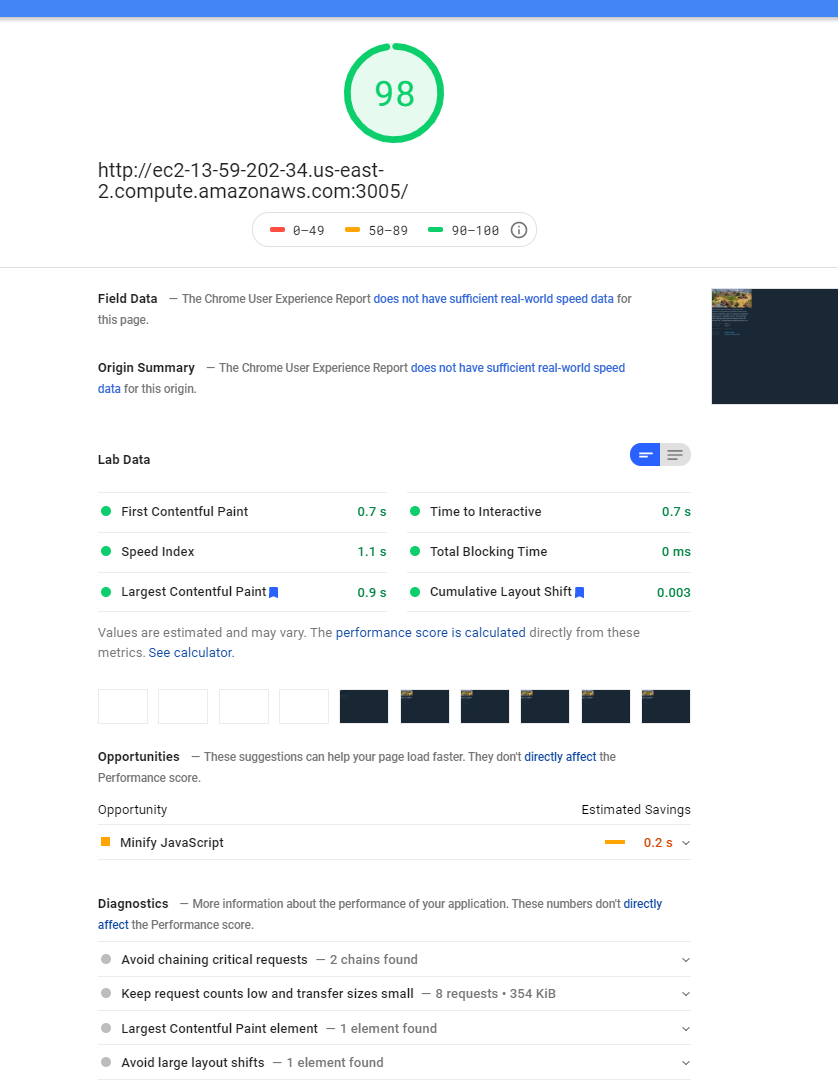 98
http://ec2-13-59-202-34.us-east-
2.compute.amazonaws.com:3005/
0–49 50–89 90–100
Field Data — The Chrome User Experience Report does not have sufficient real-world speed data for
this page.
Origin Summary — The Chrome User Experience Report does not have sufficient real-world speed
data for this origin.
Lab Data
First Contentful Paint 0.7 s
Time to Interactive 0.7 s
Speed Index 1.1 s
Total Blocking Time 0 ms
Largest Contentful Paint 0.9 s
Cumulative Layout Shift 0.003
Values are estimated and may vary. The performance score is calculated directly from these
metrics. See calculator.
Opportunities — These suggestions can help your page load faster. They don't directly affect the
Performance score.
Opportunity Estimated Savings
Minify JavaScript 0.2 s
Diagnostics — More information about the performance of your application. These numbers don't directly
affect the Performance score.
Avoid chaining critical requests — 2 chains found
Keep request counts low and transfer sizes small — 8 requests • 354 KiB
Largest Contentful Paint element — 1 element found
Avoid large layout shifts — 1 element found